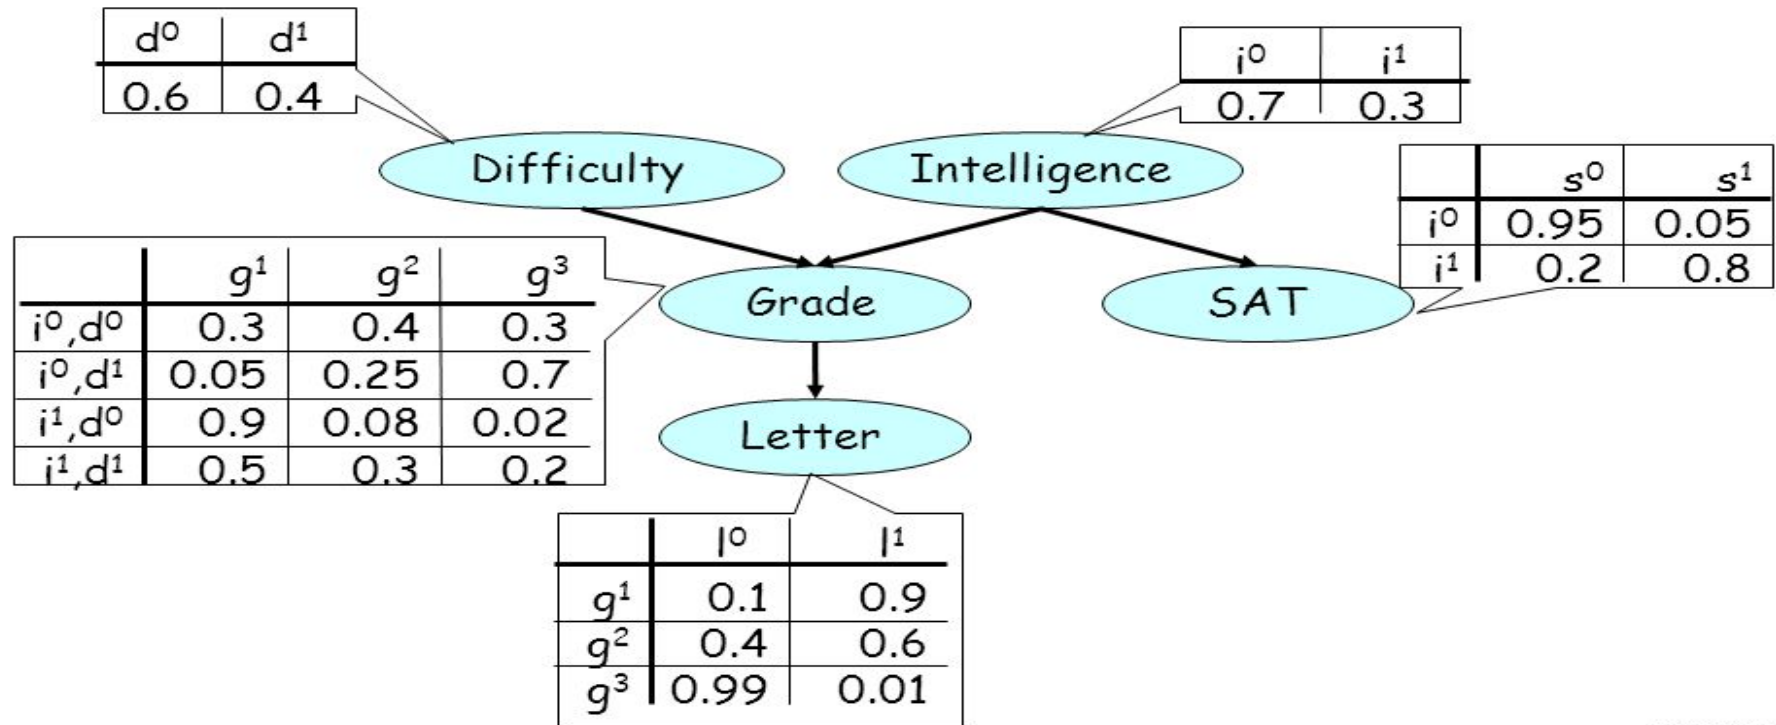 d⁰ d¹
0.6 0.4
i⁰ i¹
0.7 0.3
Difficulty
Intelligence
s⁰ s¹
i⁰ 0.95 0.05
i¹ 0.2 0.8
g¹ g² g³
i⁰,d⁰ 0.3 0.4 0.3
i⁰,d¹ 0.05 0.25 0.7
i¹,d⁰ 0.9 0.08 0.02
i¹,d¹ 0.5 0.3 0.2
Grade
SAT
Letter
l⁰ l¹
g¹ 0.1 0.9
g² 0.4 0.6
g³ 0.99 0.01